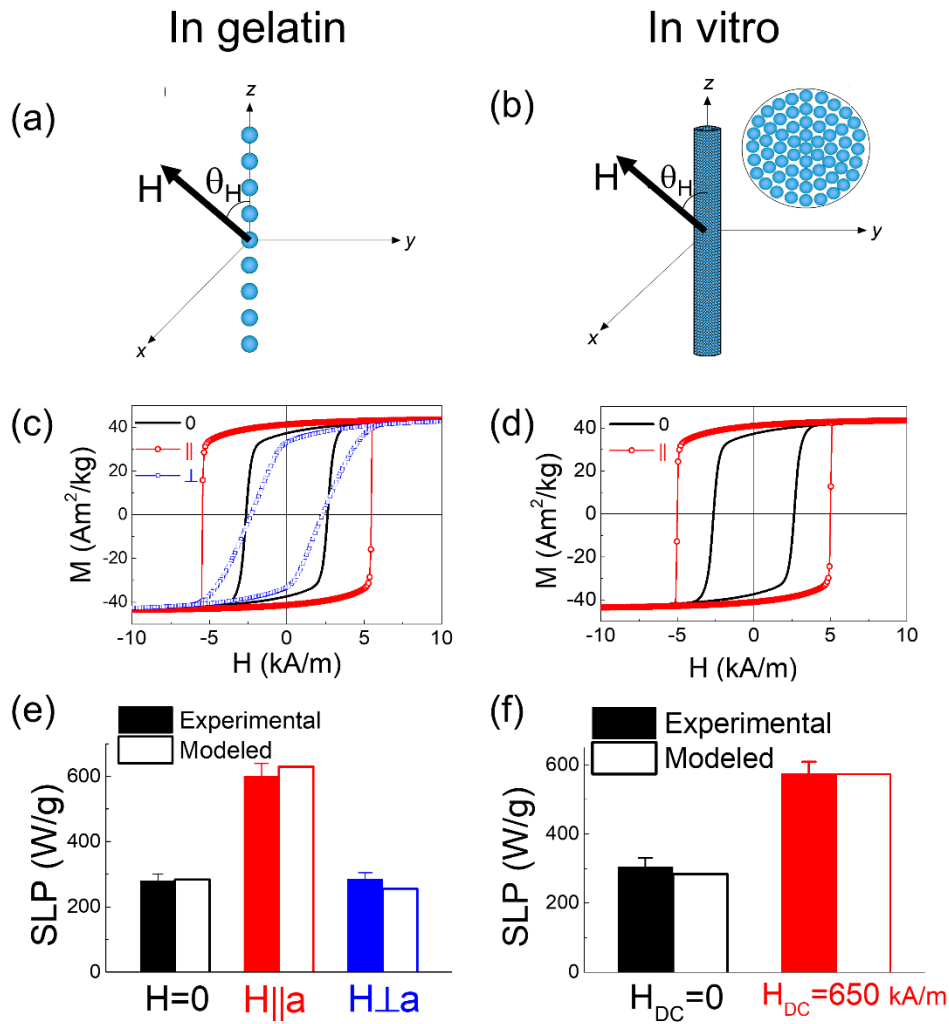 In gelatin
In vitro
(a)
z
H
θH
y
x
(b)
z
H
θH
y
x
(c)
M (Am²/kg)
40
20
0
-20
-40
0
||
⊥
-10 -5 0 5 10
H (kA/m)
(d)
M (Am²/kg)
40
20
0
-20
-40
0
||
-10 -5 0 5 10
H (kA/m)
(e)
SLP (W/g)
600
400
200
0
Experimental
Modeled
H=0 H||a H⊥a
(f)
SLP (W/g)
600
400
200
0
Experimental
Modeled
HDC=0 HDC=650 kA/m